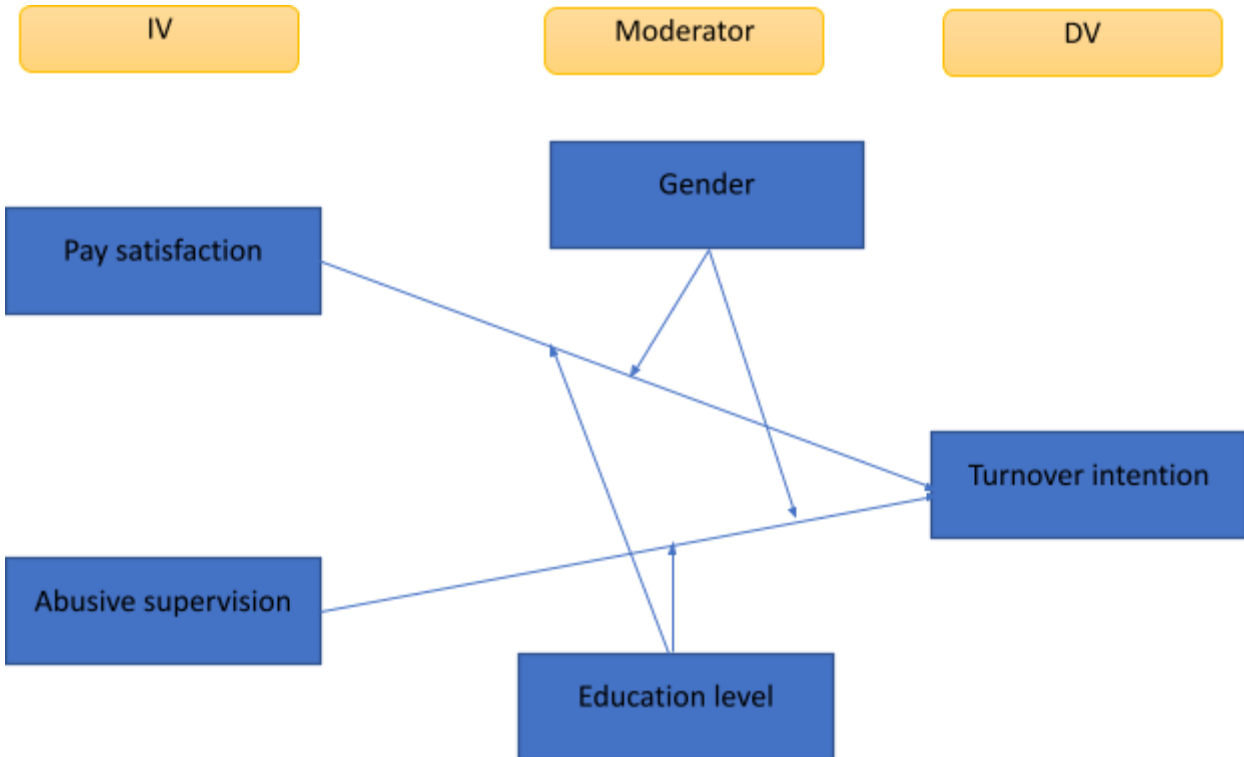 IV
Moderator
DV
Gender
Pay satisfaction
Turnover intention
Abusive supervision
Education level